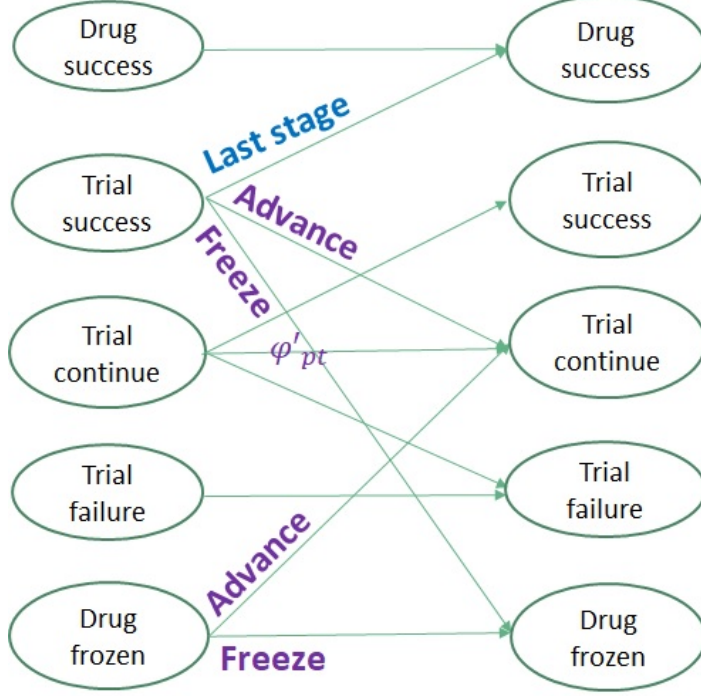 Drug
success
Drug
success
Last stage
Trial
success
Advance
Trial
success
Freeze
Trial
continue
φ′pt
Trial
continue
Trial
failure
Trial
failure
Advance
Drug
frozen
Freeze
Drug
frozen